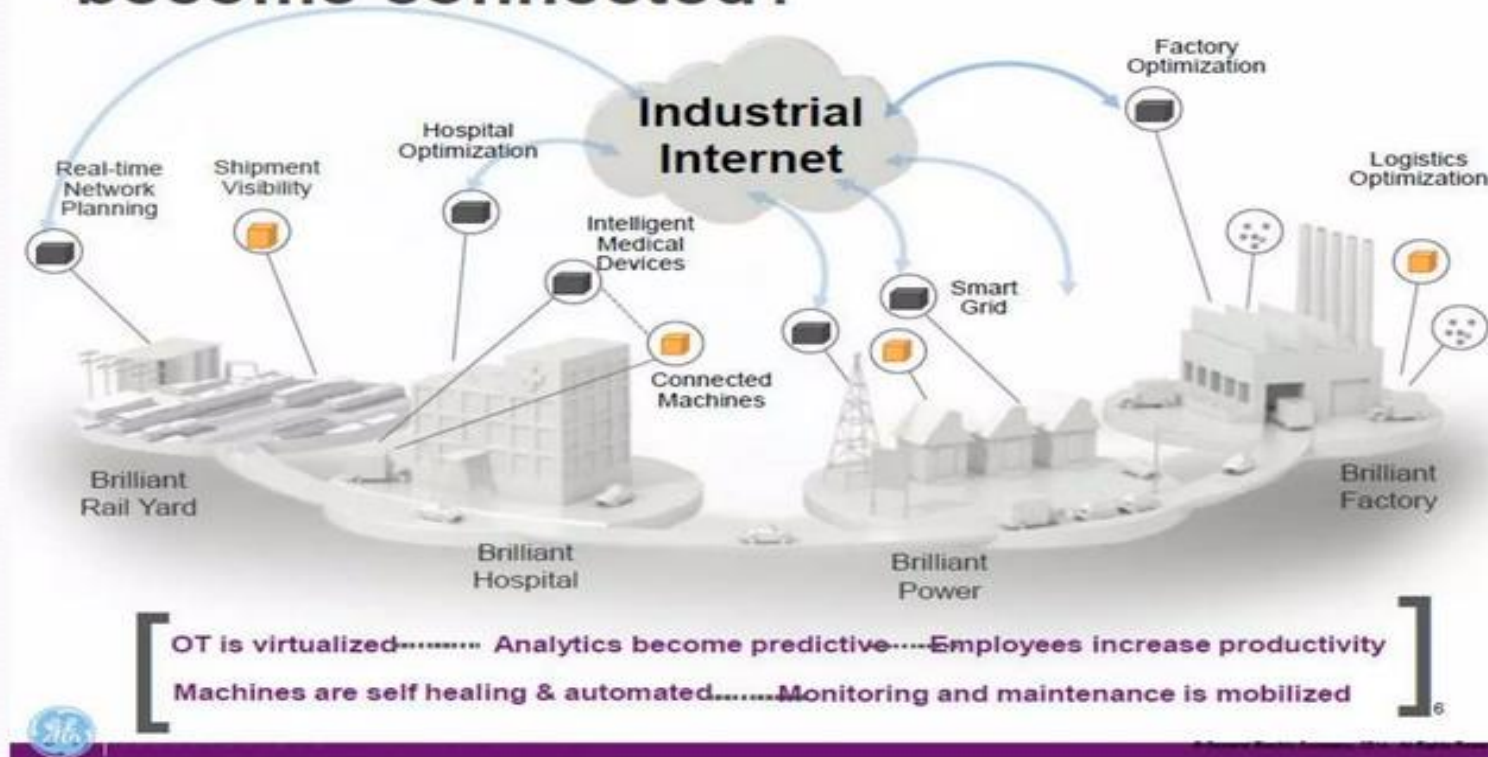 become connected?
Real-time
Network
Planning
Shipment
Visibility
Hospital
Optimization
Industrial
Internet
Factory
Optimization
Logistics
Optimization
Intelligent
Medical
Devices
Smart
Grid
Connected
Machines
Brilliant
Rail Yard
Brilliant
Hospital
Brilliant
Power
Brilliant
Factory
OT is virtualized.......... Analytics become predictive.......Employees increase productivity
Machines are self healing & automated..........Monitoring and maintenance is mobilized
6